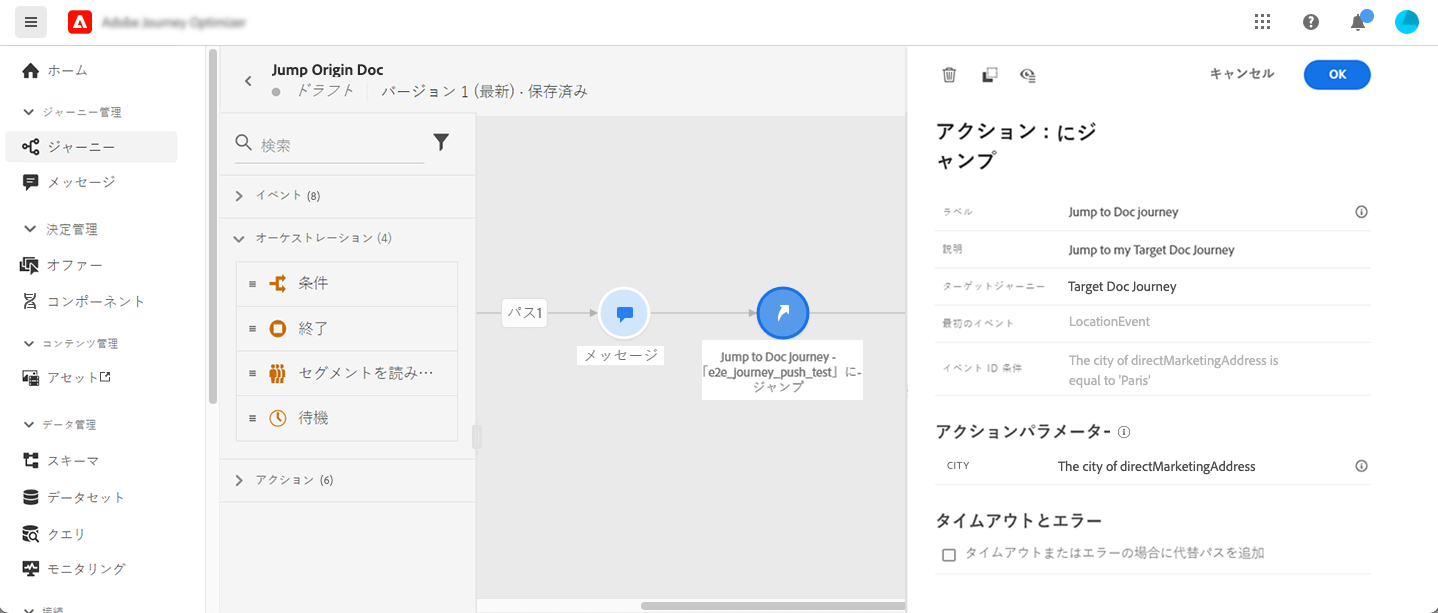 Adobe Journey Optimizer
ホーム
ジャーニー管理
ジャーニー
メッセージ
決定管理
オファー
コンポーネント
コンテンツ管理
アセット
データ管理
スキーマ
データセット
クエリ
モニタリング
接続
Jump Origin Doc
ドラフト
バージョン 1 (最新) · 保存済み
検索
イベント (8)
オーケストレーション (4)
条件
終了
セグメントを読み…
待機
アクション (6)
パス1
メッセージ
Jump to Doc journey -
「e2e_journey_push_test」に-
ジャンプ
キャンセル
OK
アクション：にジ
ャンプ
ラベル
Jump to Doc journey
説明
Jump to my Target Doc Journey
ターゲットジャーニー
Target Doc Journey
最初のイベント
LocationEvent
イベント ID 条件
The city of directMarketingAddress is
equal to 'Paris'
アクションパラメーター
CITY
The city of directMarketingAddress
タイムアウトとエラー
タイムアウトまたはエラーの場合に代替パスを追加